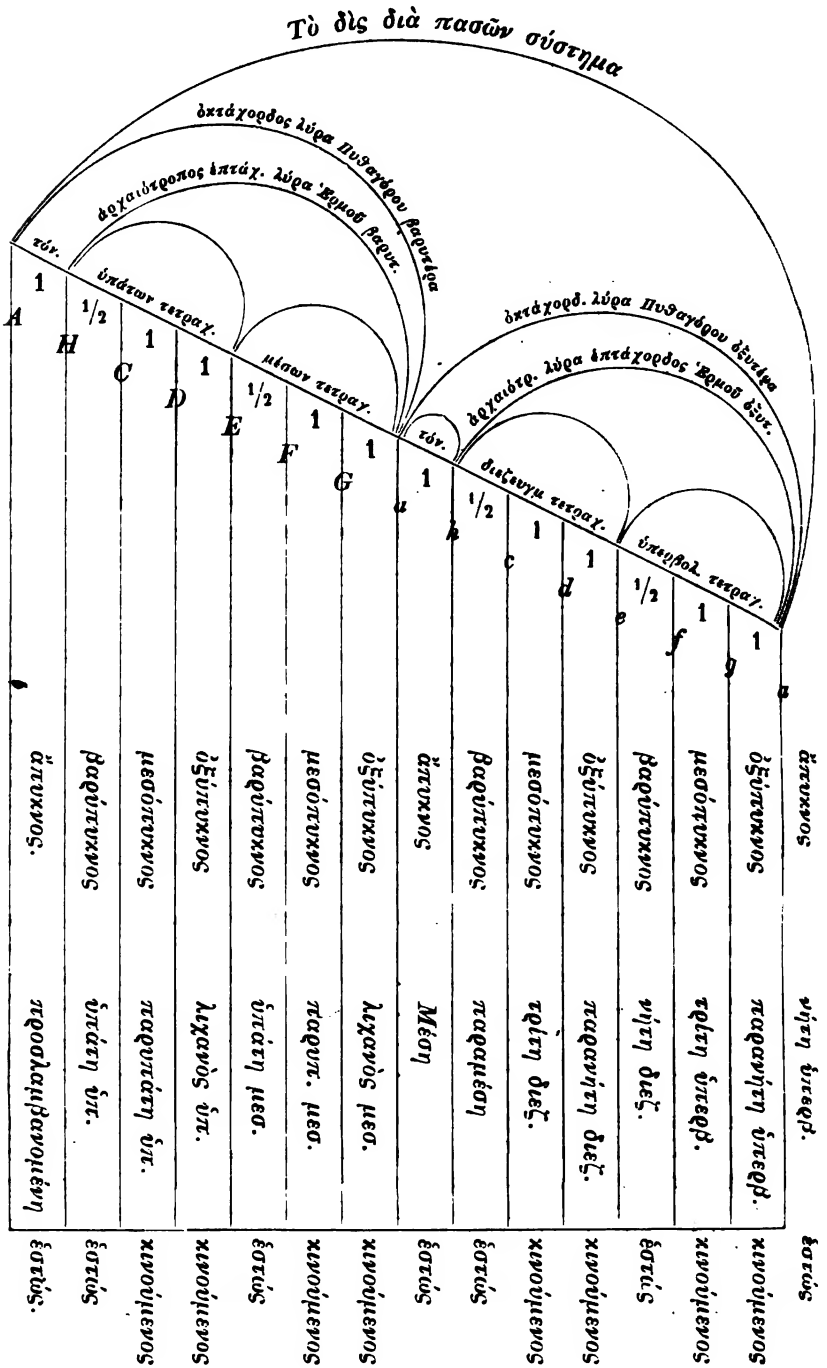 Τὸ δὶς διὰ πασῶν σύστημα
ὀκτάχορδος λύρα Πυθαγόρου βαρυτέρα
ἀρχαιότροπος ἑπτάχ. λύρα Ἑρμοῦ βαρυτ.
ὀκτάχορδ. λύρα Πυθαγόρου ὀξυτέρα
ἀρχαιότρ. λύρα ἑπτάχορδος Ἑρμοῦ ὀξυτ.
τόν.
ὑπάτων τετραχ.
μέσων τετραχ.
τόν.
διεζευγμ τετραχ.
ὑπερβολ τετραχ.
1 1/2 1 1 1/2 1 1 1 1/2 1 1 1/2 1 1
A H C D E F G a h c d e f g a
ἄπυκνος.
βαρύπυκνος
μεσόπυκνος
ὀξύπυκνος
βαρύπυκνος
μεσόπυκνος
ὀξύπυκνος
ἄπυκνος
βαρύπυκνος
μεσόπυκνος
ὀξύπυκνος
βαρύπυκνος
μεσόπυκνος
ὀξύπυκνος
ἄπυκνος
προσλαμβανομένη
ὑπάτη ὑπ.
παρυπάτη ὑπ.
λιχανὸς ὑπ.
ὑπάτη μεσ.
παρυπ. μεσ.
λιχανὸς μεσ.
Μέση
παραμέση
τρίτη διεζ.
παρανήτη διεζ.
νήτη διεζ.
τρίτη ὑπερβ.
παρανήτη ὑπερβ.
νήτη ὑπερβ.
ἑστώς.
ἑστώς
κινούμενος
κινούμενος
ἑστώς
κινούμενος
κινούμενος
ἑστώς
ἑστώς
κινούμενος
κινούμενος
ἑστώς
κινούμενος
κινούμενος
ἑστώς